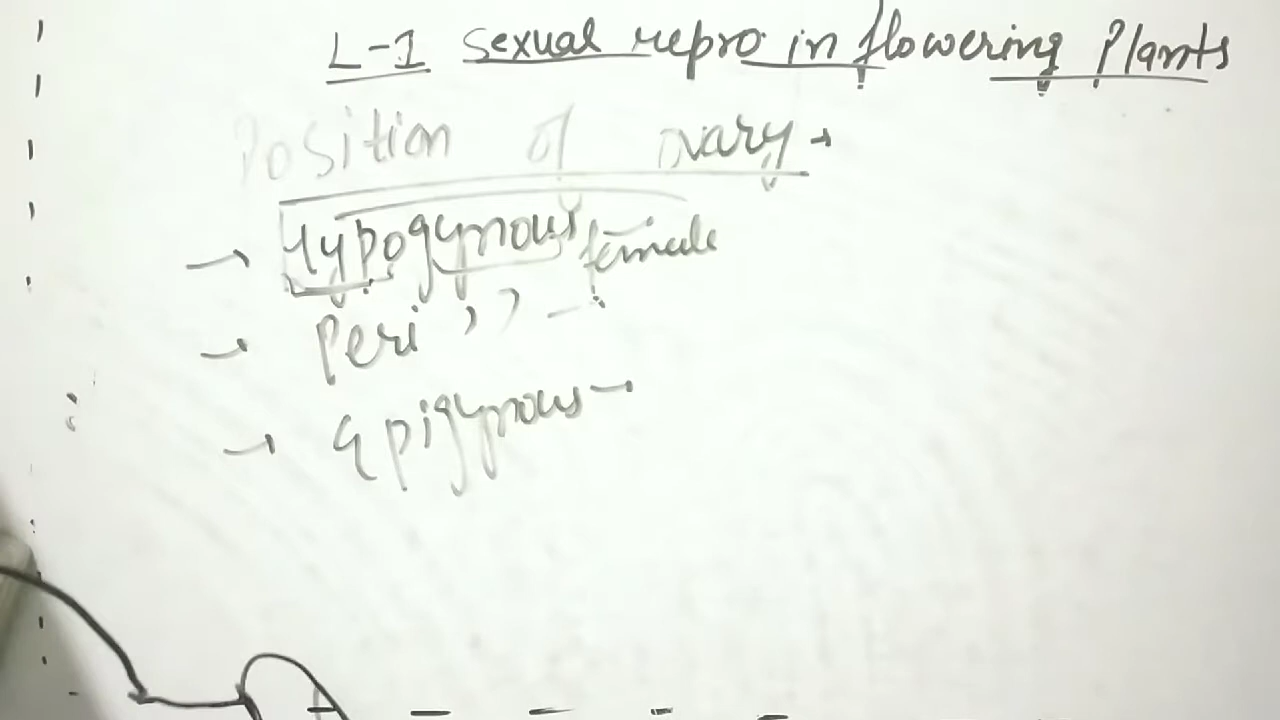 L-1 Sexual repro in flowering Plants
Position of ovary →
→ Hypogynous female
→ Peri ,, -
→ Epigynous -